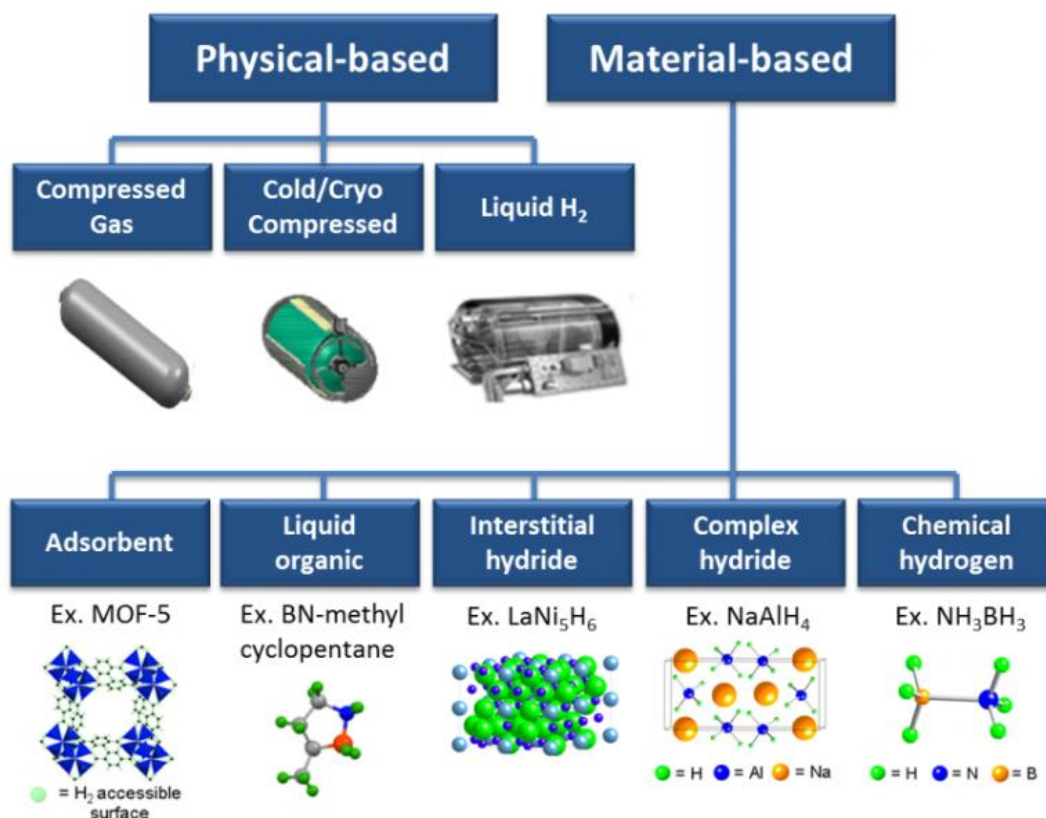 Physical-based
Material-based
Compressed
Gas
Cold/Cryo
Compressed
Liquid H₂
Adsorbent
Liquid
organic
Interstitial
hydride
Complex
hydride
Chemical
hydrogen
Ex. MOF-5
Ex. BN-methyl
cyclopentane
Ex. LaNi₅H₆
Ex. NaAlH₄
Ex. NH₃BH₃
= H₂ accessible
surface
= H = Al = Na
= H = N = B